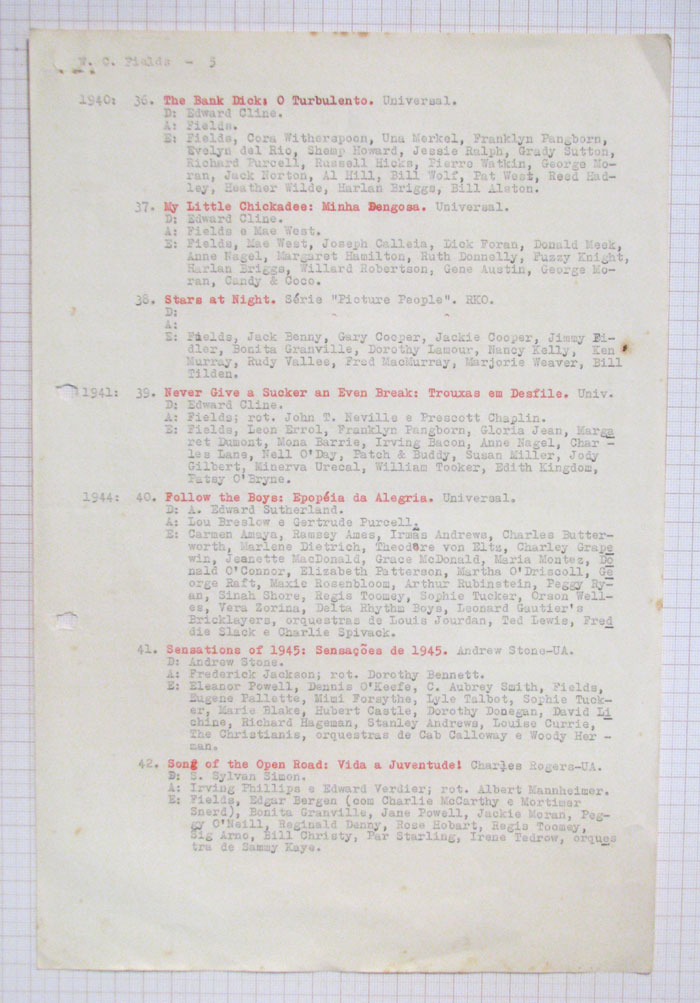 W. C. Fields - 5
1940: 36. The Bank Dick: O Turbulento. Universal.
D: Edward Cline.
A: Fields.
E: Fields, Cora Witherspoon, Una Merkel, Franklyn Pangborn,
Evelyn del Rio, Shemp Howard, Jessie Ralph, Grady Sutton,
Richard Purcell, Russell Hicks, Pierro Watkin, George Mo-
ran, Jack Norton, Al Hill, Bill Wolf, Pat West, Reed Had-
ley, Heather Wilde, Harlan Briggs, Bill Alston.
37. My Little Chickadee: Minha Dengosa. Universal.
D: Edward Cline.
A: Fields e Mae West.
E: Fields, Mae West, Joseph Calleia, Dick Foran, Donald Meek,
Anne Nagel, Margaret Hamilton, Ruth Donnelly, Fuzzy Knight,
Harlan Briggs, Willard Robertson, Gene Austin, George Mo-
ran, Candy & Coco.
38. Stars at Night. Série "Picture People". RKO.
D:
A:
E: Fields, Jack Benny, Gary Cooper, Jackie Cooper, Jimmy Fi-
dler, Bonita Granville, Dorothy Lamour, Nancy Kelly, Ken
Murray, Rudy Vallee, Fred MacMurray, Marjorie Weaver, Bill
Tilden.
1941: 39. Never Give a Sucker an Even Break: Trouxas em Desfile. Univ.
D: Edward Cline.
A: Fields; rot. John T. Neville e Prescott Chaplin.
E: Fields, Leon Errol, Franklyn Pangborn, Gloria Jean, Marga
ret Dumont, Mona Barrie, Irving Bacon, Anne Nagel, Char -
les Lane, Nell O'Day, Patch & Buddy, Susan Miller, Jody
Gilbert, Minerva Urecal, William Tooker, Edith Kingdom,
Patsy O'Bryne.
1944: 40. Follow the Boys: Epopéia da Alegria. Universal.
D: A. Edward Sutherland.
A: Lou Breslow e Gertrude Purcell.
E: Carmen Amaya, Ramsey Ames, Irmãs Andrews, Charles Butter-
worth, Marlene Dietrich, Theodore von Eltz, Charley Grape
win, Jeanette MacDonald, Grace McDonald, Maria Montez, Do
nald O'Connor, Elizabeth Patterson, Martha O'Driscoll, Ge
orge Raft, Maxie Rosenbloom, Arthur Rubinstein, Peggy Ry-
an, Sinah Shore, Regis Toomey, Sophie Tucker, Orson Well-
es, Vera Zorina, Delta Rhythm Boys, Leonard Gautier's
Bricklayers, orquestras de Louis Jourdan, Ted Lewis, Fred
die Slack e Charlie Spivack.
41. Sensations of 1945: Sensações de 1945. Andrew Stone-UA.
D: Andrew Stone.
A: Frederick Jackson; rot. Dorothy Bennett.
E: Eleanor Powell, Dennis O'Keefe, C. Aubrey Smith, Fields,
Eugene Pallette, Mimi Forsythe, Lyle Talbot, Sophie Tuck-
er, Marie Blake, Hubert Castle, Dorothy Donegan, David Li
chine, Richard Hageman, Stanley Andrews, Louise Currie,
The Christianis, orquestras de Cab Calloway e Woody Her -
man.
42. Song of the Open Road: Vida a Juventude! Charles Rogers-UA.
D: S. Sylvan Simon.
A: Irving Phillips e Edward Verdier; rot. Albert Mannheimer.
E: Fields, Edgar Bergen (com Charlie McCarthy e Mortimer
Snerd), Bonita Granville, Jane Powell, Jackie Moran, Peg-
gy O'Neill, Reginald Denny, Rose Hobart, Regis Toomey,
Sig Arno, Bill Christy, Par Starling, Irene Tedrow, orques
tra de Sammy Kaye.